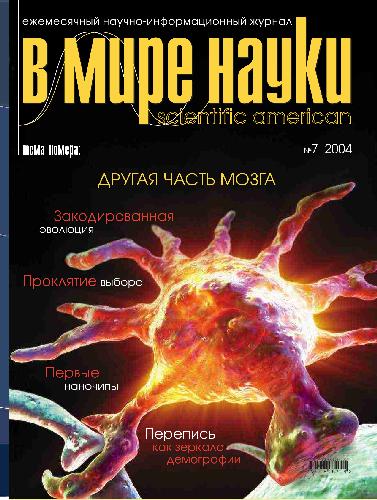 ежемесячный научно-информационный журнал
в мире науки
scientific american
тема номера:
№7 2004
ДРУГАЯ ЧАСТЬ МОЗГА
Закодированная
эволюция
Проклятие выбора
Первые
наночипы
Перепись
как зеркало
демографии